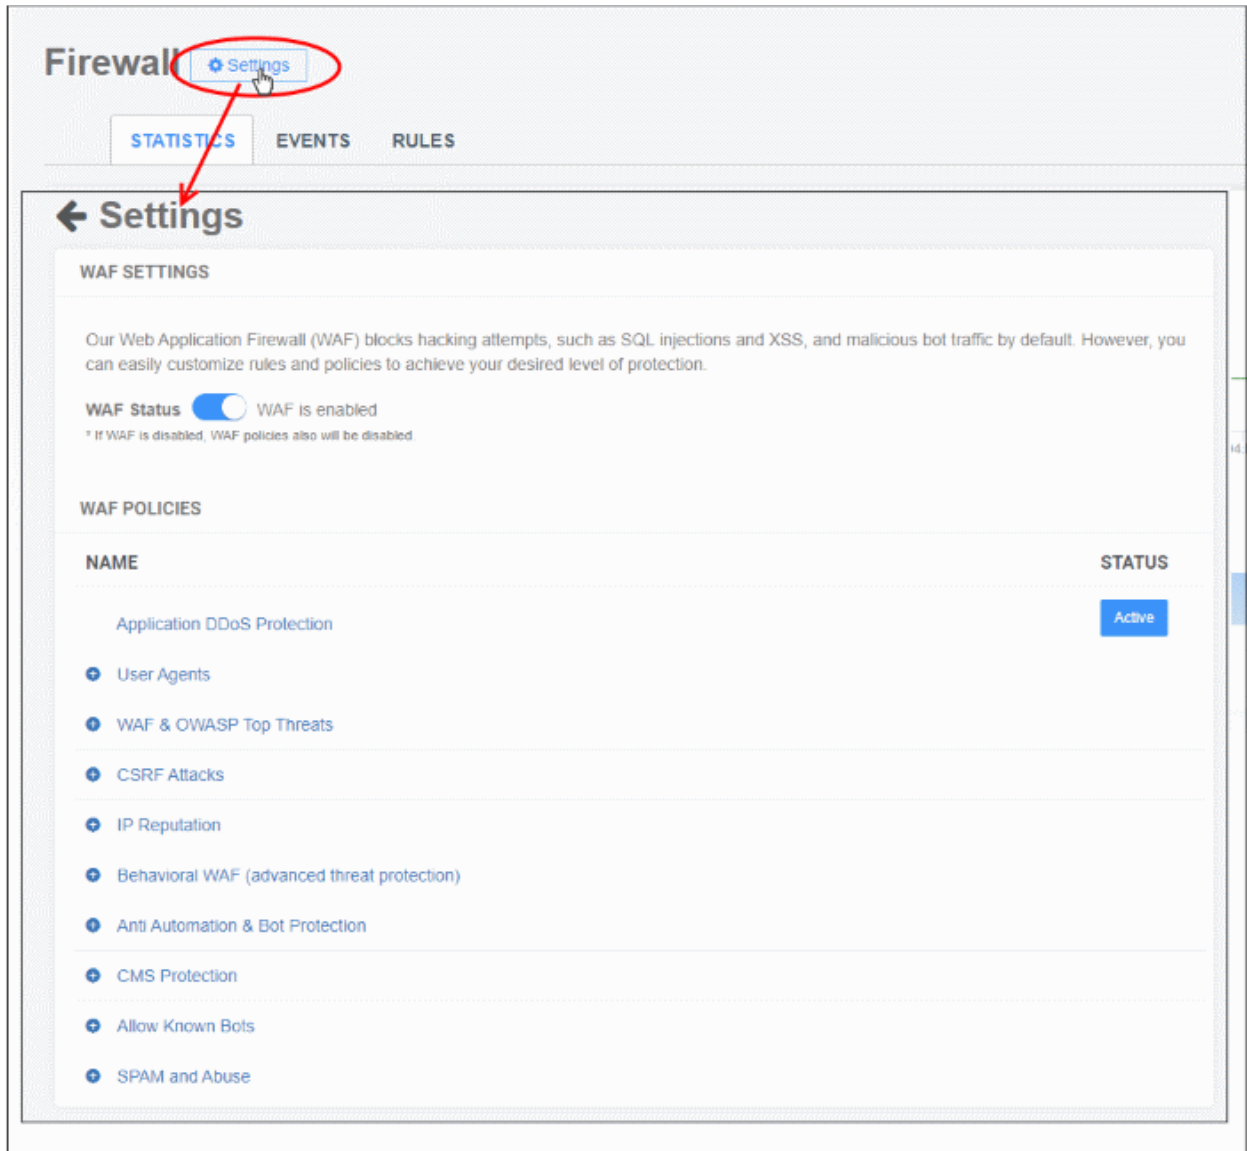 Firewall Settings
STATISTICS EVENTS RULES
Settings
WAF SETTINGS
Our Web Application Firewall (WAF) blocks hacking attempts, such as SQL injections and XSS, and malicious bot traffic by default. However, you
can easily customize rules and policies to achieve your desired level of protection.
WAF Status WAF is enabled
* If WAF is disabled, WAF policies also will be disabled
WAF POLICIES
NAME STATUS
Application DDoS Protection Active
User Agents
WAF & OWASP Top Threats
CSRF Attacks
IP Reputation
Behavioral WAF (advanced threat protection)
Anti Automation & Bot Protection
CMS Protection
Allow Known Bots
SPAM and Abuse